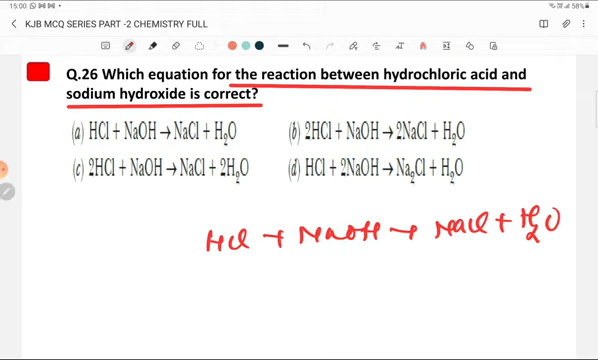 15:00
58%
KJB MCQ SERIES PART -2 CHEMISTRY FULL
Q.26 Which equation for the reaction between hydrochloric acid and
sodium hydroxide is correct?
(a) HCl + NaOH → NaCl + H₂O (b) 2HCl + NaOH → 2NaCl + H₂O
(c) 2HCl + NaOH → NaCl + 2H₂O (d) HCl + 2NaOH → Na₂Cl + H₂O
HCl + NaOH → NaCl + H₂O